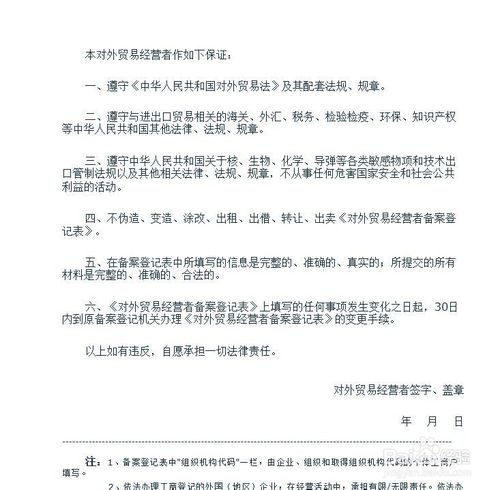 本对外贸易经营者作如下保证：
一、遵守《中华人民共和国对外贸易法》及其配套法规、规章。
二、遵守与进出口贸易相关的海关、外汇、税务、检验检疫、环保、知识产权
等中华人民共和国其他法律、法规、规章。
三、遵守中华人民共和国关于核、生物、化学、导弹等各类敏感物项和技术出
口管制法规以及其他相关法律、法规、规章，不从事任何危害国家安全和社会公共
利益的活动。
四、不伪造、变造、涂改、出租、出借、转让、出卖《对外贸易经营者备案登
记表》。
五、在备案登记表中所填写的信息是完整的、准确的、真实的；所提交的所有
材料是完整的、准确的、合法的。
六、《对外贸易经营者备案登记表》上填写的任何事项发生变化之日起，30日
内到原备案登记机关办理《对外贸易经营者备案登记表》的变更手续。
以上如有违反，自愿承担一切法律责任。
对外贸易经营者签字、盖章
年 月 日
注：1、备案登记表中"组织机构代码"一栏，由企业、组织和取得组织机构代码的个体工商户
填写。
2、依法办理工商登记的外国（地区）企业，在经营活动中，承担有限/无限责任。依法